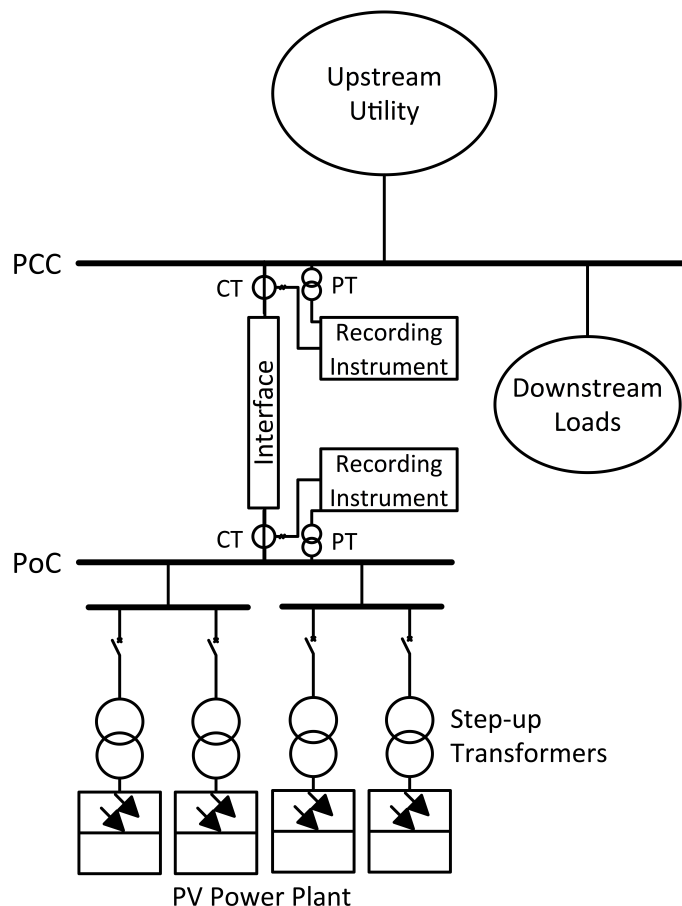 Upstream
Utility
PCC
CT
PT
Recording
Instrument
Interface
Downstream
Loads
Recording
Instrument
CT
PT
PoC
Step-up
Transformers
PV Power Plant